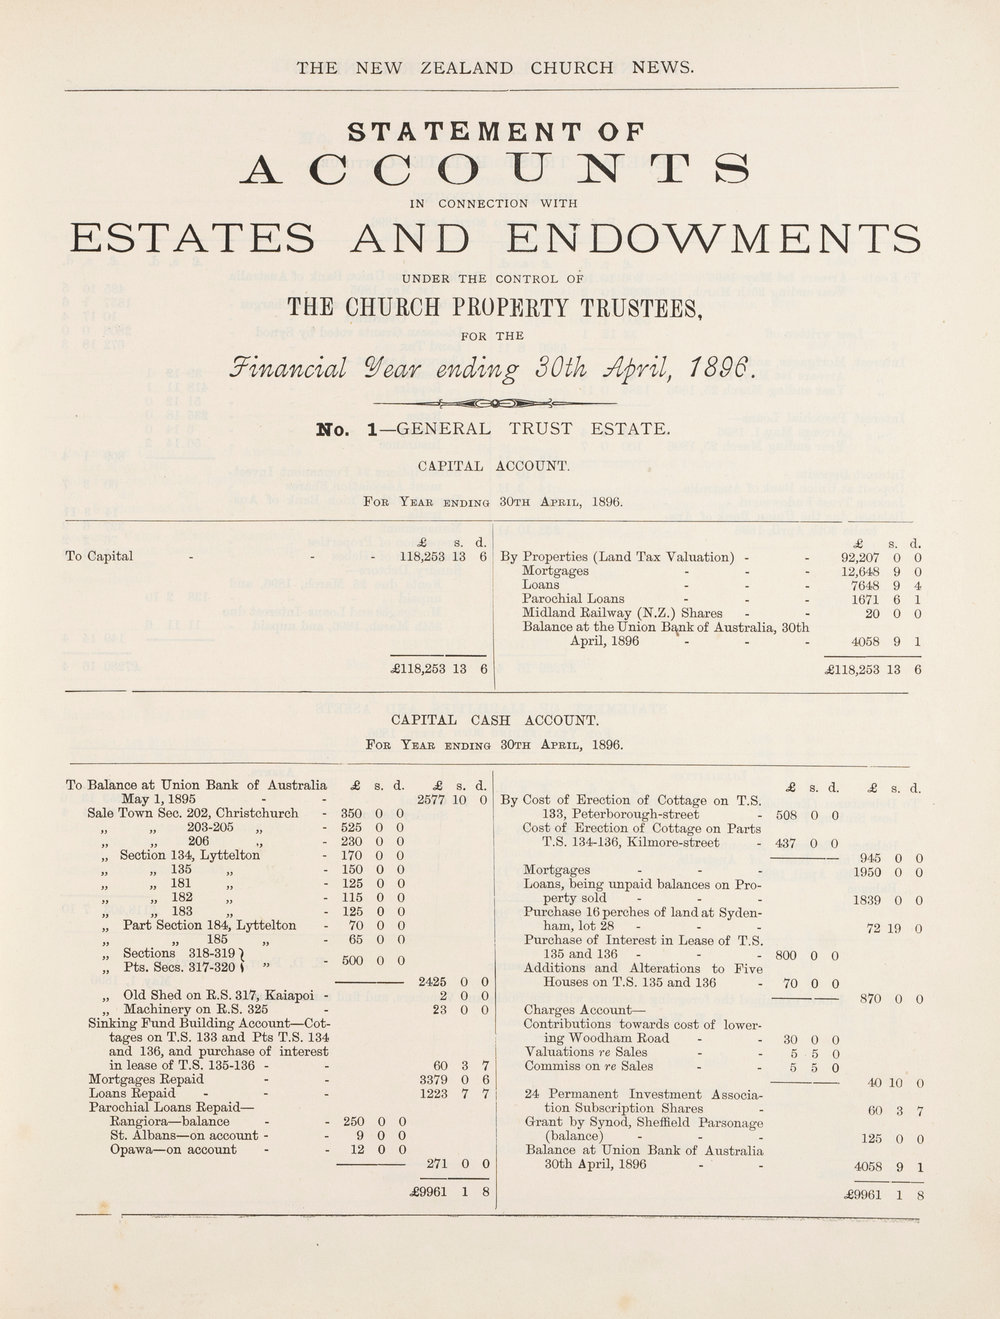 THE NEW ZEALAND CHURCH NEWS.
STATEMENT OF
ACCOUNTS
IN CONNECTION WITH
ESTATES AND ENDOWMENTS
UNDER THE CONTROL OF
THE CHURCH PROPERTY TRUSTEES,
FOR THE
Financial Year ending 30th April, 1896.
No. 1—GENERAL TRUST ESTATE.
CAPITAL ACCOUNT.
FOR YEAR ENDING 30TH APRIL, 1896.
£ s. d.
To Capital - - - 118,253 13 6
£118,253 13 6
£ s. d.
By Properties (Land Tax Valuation) - - 92,207 0 0
Mortgages - - - 12,648 9 0
Loans - - - 7648 9 4
Parochial Loans - - - 1671 6 1
Midland Railway (N.Z.) Shares - - 20 0 0
Balance at the Union Bank of Australia, 30th
April, 1896 - - - 4058 9 1
£118,253 13 6
CAPITAL CASH ACCOUNT.
FOR YEAR ENDING 30TH APRIL, 1896.
To Balance at Union Bank of Australia £ s. d. £ s. d.
May 1, 1895 - - 2577 10 0
Sale Town Sec. 202, Christchurch - 350 0 0
„ „ 203-205 „ - 525 0 0
„ „ 206 „ - 230 0 0
„ Section 134, Lyttelton - 170 0 0
„ „ 135 „ - 150 0 0
„ „ 181 „ - 125 0 0
„ „ 182 „ - 115 0 0
„ „ 183 „ - 125 0 0
„ Part Section 184, Lyttelton - 70 0 0
„ „ 185 „ - 65 0 0
„ Sections 318-319 }
„ Pts. Secs. 317-320 } „ - 500 0 0
2425 0 0
„ Old Shed on R.S. 317, Kaiapoi - 2 0 0
„ Machinery on R.S. 325 - 23 0 0
Sinking Fund Building Account—Cot-
tages on T.S. 133 and Pts T.S. 134
and 136, and purchase of interest
in lease of T.S. 135-136 - - 60 3 7
Mortgages Repaid - - 3379 0 6
Loans Repaid - - - 1223 7 7
Parochial Loans Repaid—
Rangiora—balance - - 250 0 0
St. Albans—on account - - 9 0 0
Opawa—on account - - 12 0 0
271 0 0
£9961 1 8
£ s. d. £ s. d.
By Cost of Erection of Cottage on T.S.
133, Peterborough-street - 508 0 0
Cost of Erection of Cottage on Parts
T.S. 134-136, Kilmore-street - 437 0 0
945 0 0
Mortgages - - - 1950 0 0
Loans, being unpaid balances on Pro-
perty sold - - - 1839 0 0
Purchase 16 perches of land at Syden-
ham, lot 28 - - - 72 19 0
Purchase of Interest in Lease of T.S.
135 and 136 - - - 800 0 0
Additions and Alterations to Five
Houses on T.S. 135 and 136 - 70 0 0
870 0 0
Charges Account—
Contributions towards cost of lower-
ing Woodham Road - - 30 0 0
Valuations re Sales - - 5 5 0
Commiss on re Sales - - 5 5 0
40 10 0
24 Permanent Investment Associa-
tion Subscription Shares - 60 3 7
Grant by Synod, Sheffield Parsonage
(balance) - - - 125 0 0
Balance at Union Bank of Australia
30th April, 1896 - - 4058 9 1
£9961 1 8